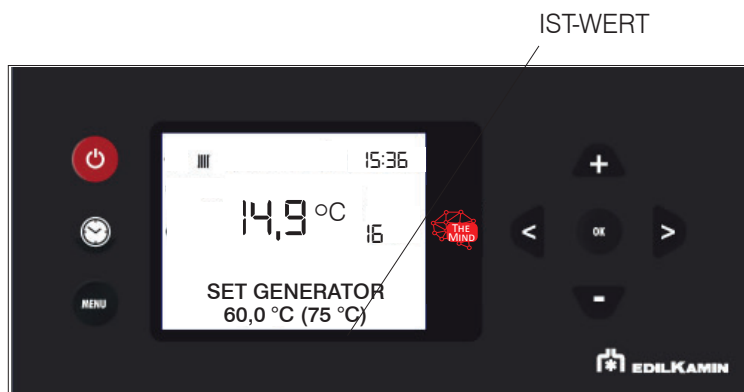 IST-WERT
15:36
14,9 °C
16
THE
MIND
SET GENERATOR
60,0 °C (75 °C)
MENU
+
<
OK
>
-
EDILKAMIN